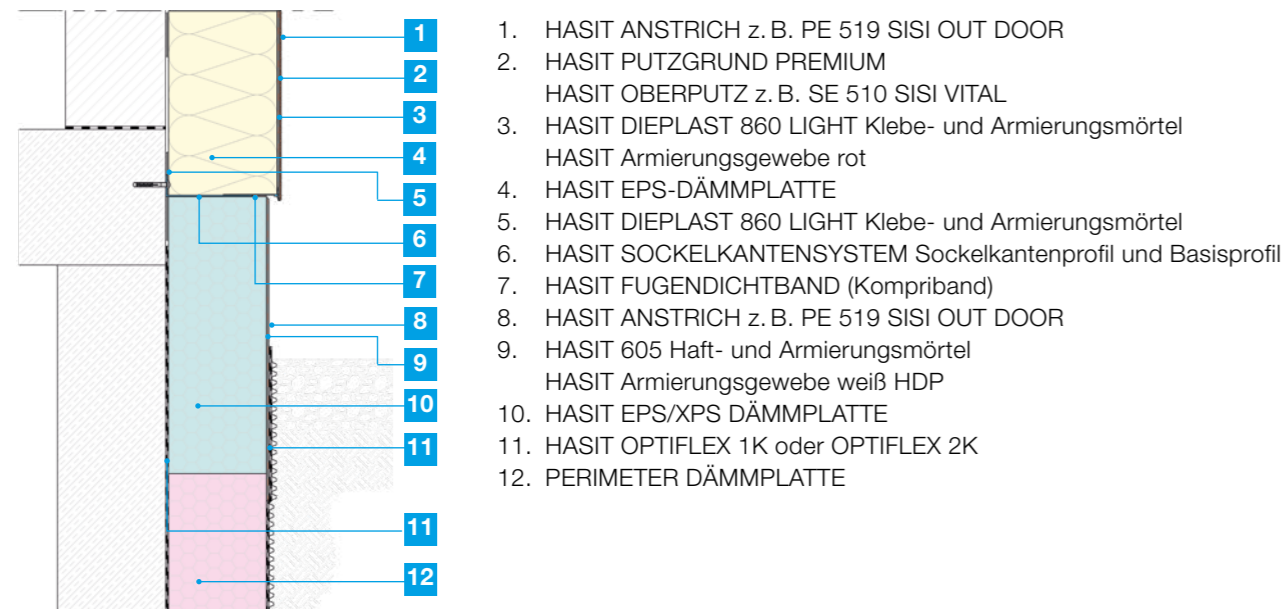 1
2
3
4
5
6
7
8
9
10
11
11
12
1. HASIT ANSTRICH z. B. PE 519 SISI OUT DOOR
2. HASIT PUTZGRUND PREMIUM
HASIT OBERPUTZ z. B. SE 510 SISI VITAL
3. HASIT DIEPLAST 860 LIGHT Klebe- und Armierungsmörtel
HASIT Armierungsgewebe rot
4. HASIT EPS-DÄMMPLATTE
5. HASIT DIEPLAST 860 LIGHT Klebe- und Armierungsmörtel
6. HASIT SOCKELKANTENSYSTEM Sockelkantenprofil und Basisprofil
7. HASIT FUGENDICHTBAND (Kompriband)
8. HASIT ANSTRICH z. B. PE 519 SISI OUT DOOR
9. HASIT 605 Haft- und Armierungsmörtel
HASIT Armierungsgewebe weiß HDP
10. HASIT EPS/XPS DÄMMPLATTE
11. HASIT OPTIFLEX 1K oder OPTIFLEX 2K
12. PERIMETER DÄMMPLATTE